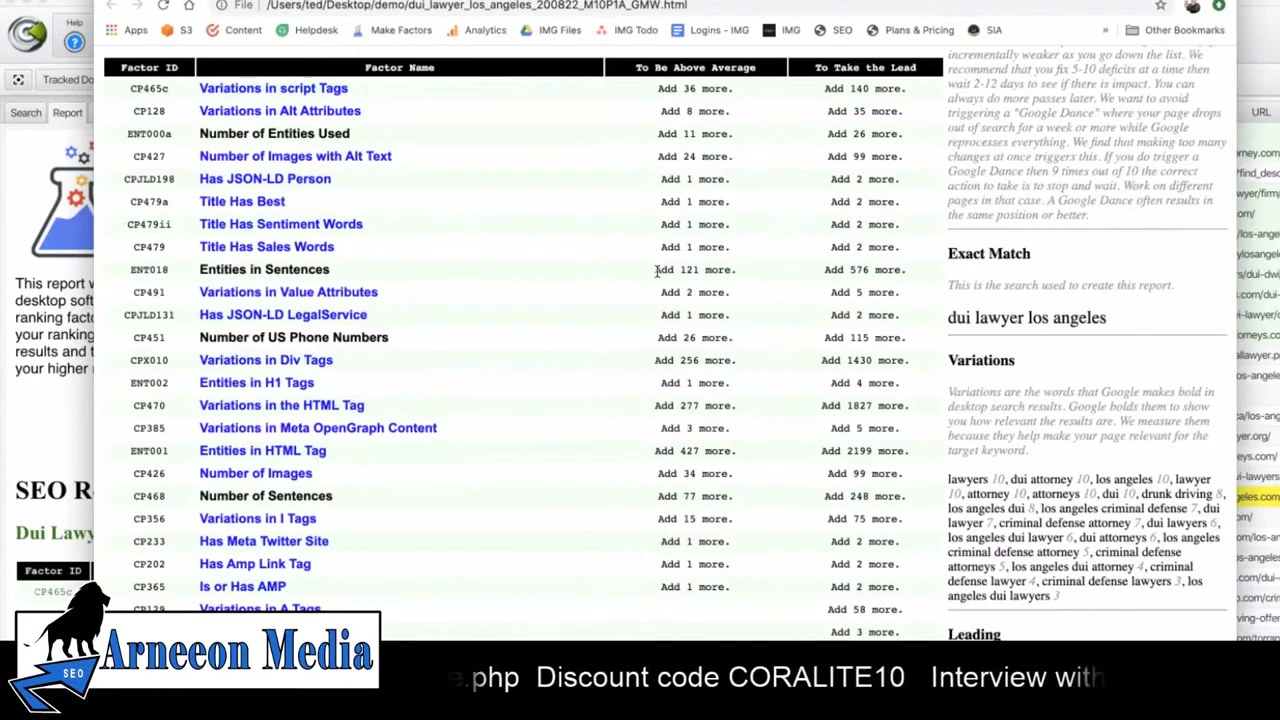 File /Users/ted/Desktop/demo/dui_lawyer_los_angeles_200822_M10P1A_GMW.html
Apps S3 Content Helpdesk Make Factors Analytics IMG Files IMG Todo Logins - IMG IMG SEO Plans & Pricing SIA » Other Bookmarks
Help
Tracked Do
Search Report
URL
Factor ID Factor Name To Be Above Average To Take the Lead
CP465c Variations in script Tags Add 36 more. Add 140 more.
CP128 Variations in Alt Attributes Add 8 more. Add 35 more.
ENT000a Number of Entities Used Add 11 more. Add 26 more.
CP427 Number of Images with Alt Text Add 24 more. Add 99 more.
CPJLD198 Has JSON-LD Person Add 1 more. Add 2 more.
CP479a Title Has Best Add 1 more. Add 2 more.
CP479ii Title Has Sentiment Words Add 1 more. Add 2 more.
CP479 Title Has Sales Words Add 1 more. Add 2 more.
ENT018 Entities in Sentences Add 121 more. Add 576 more.
CP491 Variations in Value Attributes Add 2 more. Add 5 more.
CPJLD131 Has JSON-LD LegalService Add 1 more. Add 2 more.
CP451 Number of US Phone Numbers Add 26 more. Add 115 more.
CPX010 Variations in Div Tags Add 256 more. Add 1430 more.
ENT002 Entities in H1 Tags Add 1 more. Add 4 more.
CP470 Variations in the HTML Tag Add 277 more. Add 1827 more.
CP385 Variations in Meta OpenGraph Content Add 3 more. Add 5 more.
ENT001 Entities in HTML Tag Add 427 more. Add 2199 more.
CP426 Number of Images Add 34 more. Add 99 more.
CP468 Number of Sentences Add 77 more. Add 248 more.
CP356 Variations in I Tags Add 15 more. Add 75 more.
CP233 Has Meta Twitter Site Add 1 more. Add 2 more.
CP202 Has Amp Link Tag Add 1 more. Add 2 more.
CP365 Is or Has AMP Add 1 more. Add 2 more.
CP129 Variations in A Tags Add 58 more.
Add 3 more.
incrementally weaker as you go down the list. We
recommend that you fix 5-10 deficits at a time then
wait 2-12 days to see if there is impact. You can
always do more passes later. We want to avoid
triggering a "Google Dance" where your page drops
out of search for a week or more while Google
reprocesses everything. We find that making too many
changes at once triggers this. If you do trigger a
Google Dance then 9 times out of 10 the correct
action to take is to stop and wait. Work on different
pages in that case. A Google Dance often results in
the same position or better.
Exact Match
This is the search used to create this report.
dui lawyer los angeles
Variations
Variations are the words that Google makes bold in
desktop search results. Google bolds them to show
you how relevant the results are. We measure them
because they help make your page relevant for the
target keyword.
lawyers 10, dui attorney 10, los angeles 10, lawyer
10, attorney 10, attorneys 10, dui 10, drunk driving 8,
los angeles dui 8, los angeles criminal defense 7, dui
lawyer 7, criminal defense attorney 7, dui lawyers 6,
los angeles dui lawyer 6, dui attorneys 6, los angeles
criminal defense attorney 5, criminal defense
attorneys 5, los angeles dui attorney 4, criminal
defense lawyer 4, criminal defense lawyers 3, los
angeles dui lawyers 3
Leading
This report w
desktop soft
ranking facto
your ranking
results and t
your higher
SEO R
Dui Lawy
Factor ID
CP465c
SEO
Arneeon Media
e.php Discount code CORALITE10 Interview with